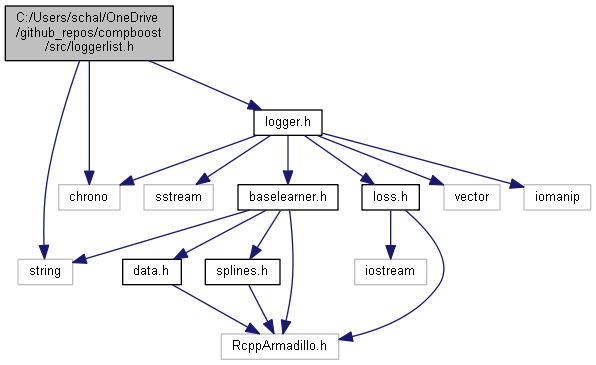 C:/Users/schal/OneDrive
/github_repos/compboost
/src/loggerlist.h
logger.h
chrono
sstream
baselearner.h
loss.h
vector
iomanip
string
data.h
splines.h
iostream
RcppArmadillo.h